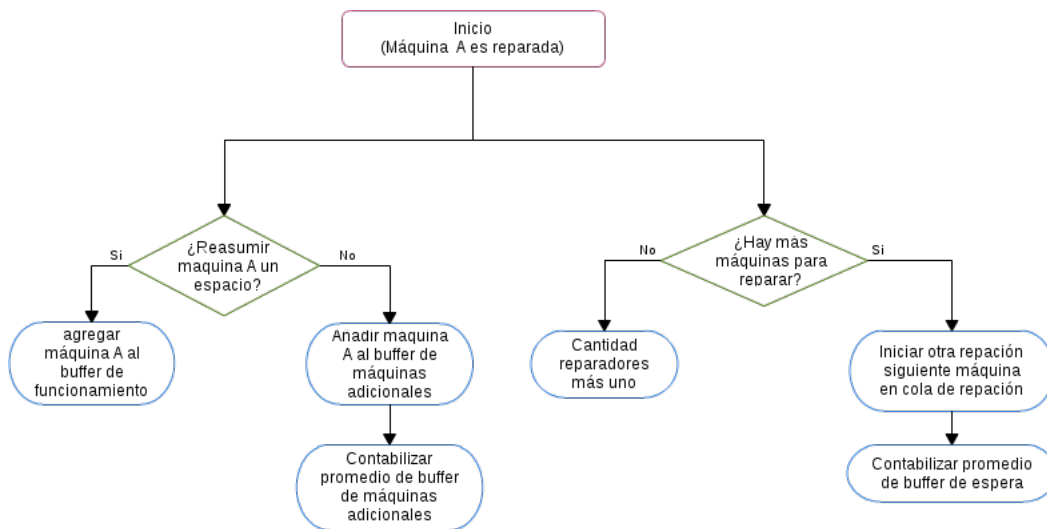 Inicio
(Máquina A es reparada)
¿Reasumir
maquina A un
espacio?
Si
No
agregar
máquina A al
buffer de
funcionamiento
Añadir maquina
A al buffer de
máquinas
adicionales
Contabilizar
promedio de buffer
de máquinas
adicionales
¿Hay más
máquinas para
reparar?
No
Si
Cantidad
reparadores
más uno
Iniciar otra repación
siguiente máquina
en cola de repación
Contabilizar promedio
de buffer de espera